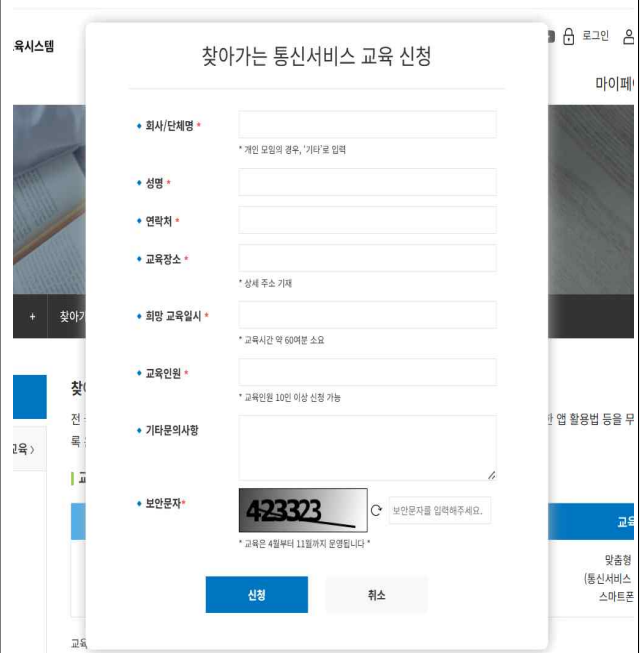 육시스템
로그인
마이페
찾아가는 통신서비스 교육 신청
회사/단체명 *
* 개인 모임의 경우, '기타'로 입력
성명 *
연락처 *
교육장소 *
* 상세 주소 기재
+ 찾아가
희망 교육일시 *
* 교육시간 약 60여분 소요
교육인원 *
* 교육인원 10인 이상 신청 가능
전
한 앱 활용법 등을 무
록
교육 〉
기타문의사항
보안문자*
423323
보안문자를 입력해주세요.
* 교육은 4월부터 11월까지 운영됩니다 *
교육
맞춤형
(통신서비스
스마트폰
신청
취소
교육